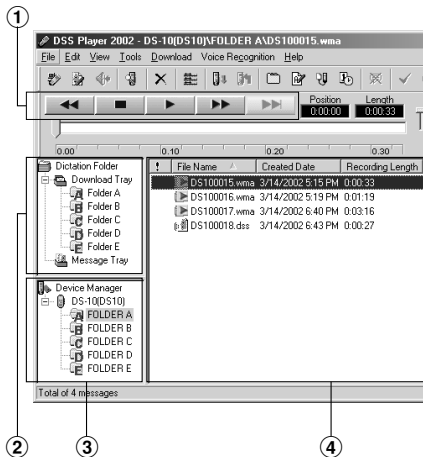 ①
DSS Player 2002 - DS-10(DS10)\FOLDER A\DS100015.wma
File Edit View Tools Download Voice Recognition Help
Position Length
0:00:00 0:00:33
0.00 0.10 0.20 0.30
Dictation Folder
Download Tray
Folder A
Folder B
Folder C
Folder D
Folder E
Message Tray
! File Name Created Date Recording Length
DS100015.wma 3/14/2002 5:15 PM 0:00:33
DS100016.wma 3/14/2002 5:19 PM 0:01:19
DS100017.wma 3/14/2002 6:40 PM 0:03:16
DS100018.dss 3/14/2002 6:43 PM 0:00:27
Device Manager
DS-10(DS10)
FOLDER A
FOLDER B
FOLDER C
FOLDER D
FOLDER E
Total of 4 messages
② ③ ④